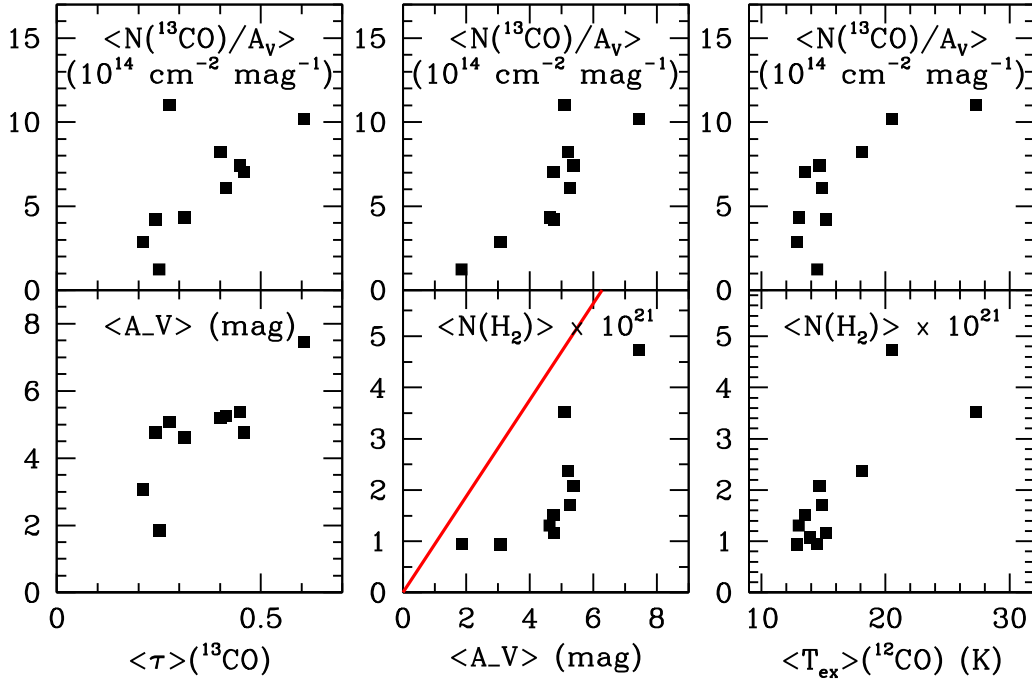 <N(¹³CO)/A_V>
(10¹⁴ cm⁻² mag⁻¹)
15
10
5
0
<N(¹³CO)/A_V>
(10¹⁴ cm⁻² mag⁻¹)
15
10
5
0
<N(¹³CO)/A_V>
(10¹⁴ cm⁻² mag⁻¹)
15
10
5
0
<A_V> (mag)
8
6
4
2
0
0 0.5
<τ>(¹³CO)
<N(H₂)> × 10²¹
5
4
3
2
1
0
0 2 4 6 8
<A_V> (mag)
<N(H₂)> × 10²¹
5
4
3
2
1
0
10 20 30
<T_ex>(¹²CO) (K)